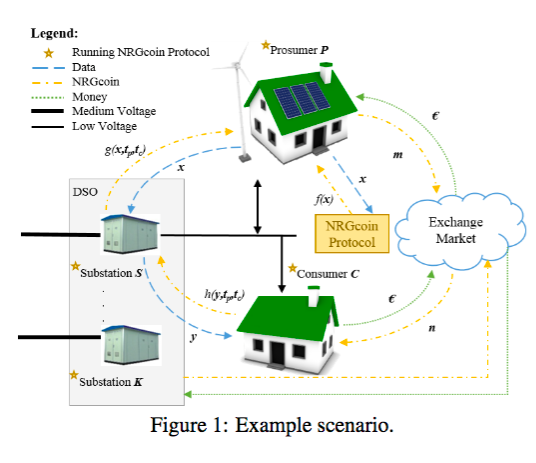 Legend:
Running NRGcoin Protocol
Data
NRGcoin
Money
Medium Voltage
Low Voltage
Prosumer P
€
g(x,tp,tc)
x
m
x
f(x)
DSO
NRGcoin
Protocol
Exchange
Market
Substation S
Consumer C
h(y,tp,tc)
€
n
y
.
.
.
Substation K
Figure 1: Example scenario.